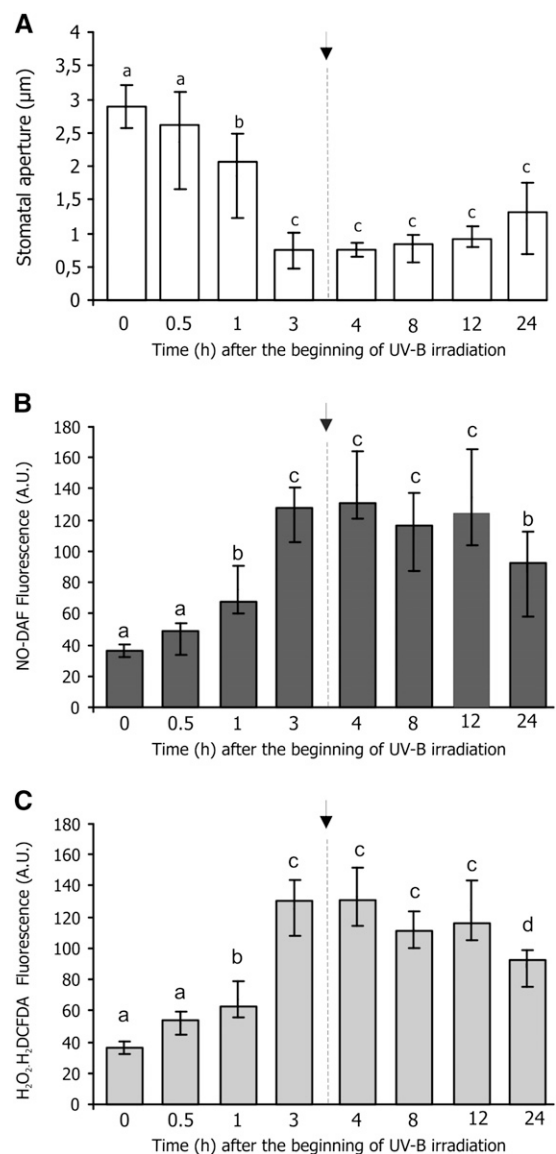 A
Stomatal aperture (µm)
4
3,5
3
2,5
2
1,5
1
0,5
0
a a b c c c c c
0 0.5 1 3 4 8 12 24
Time (h) after the beginning of UV-B irradiation
B
NO-DAF Fluorescence (A.U.)
180
160
140
120
100
80
60
40
20
0
a a b c c c c b
0 0.5 1 3 4 8 12 24
Time (h) after the beginning of UV-B irradiation
C
H₂O₂-H₂DCFDA Fluorescence (A.U.)
180
160
140
120
100
80
60
40
20
0
a a b c c c c d
0 0.5 1 3 4 8 12 24
Time (h) after the beginning of UV-B irradiation